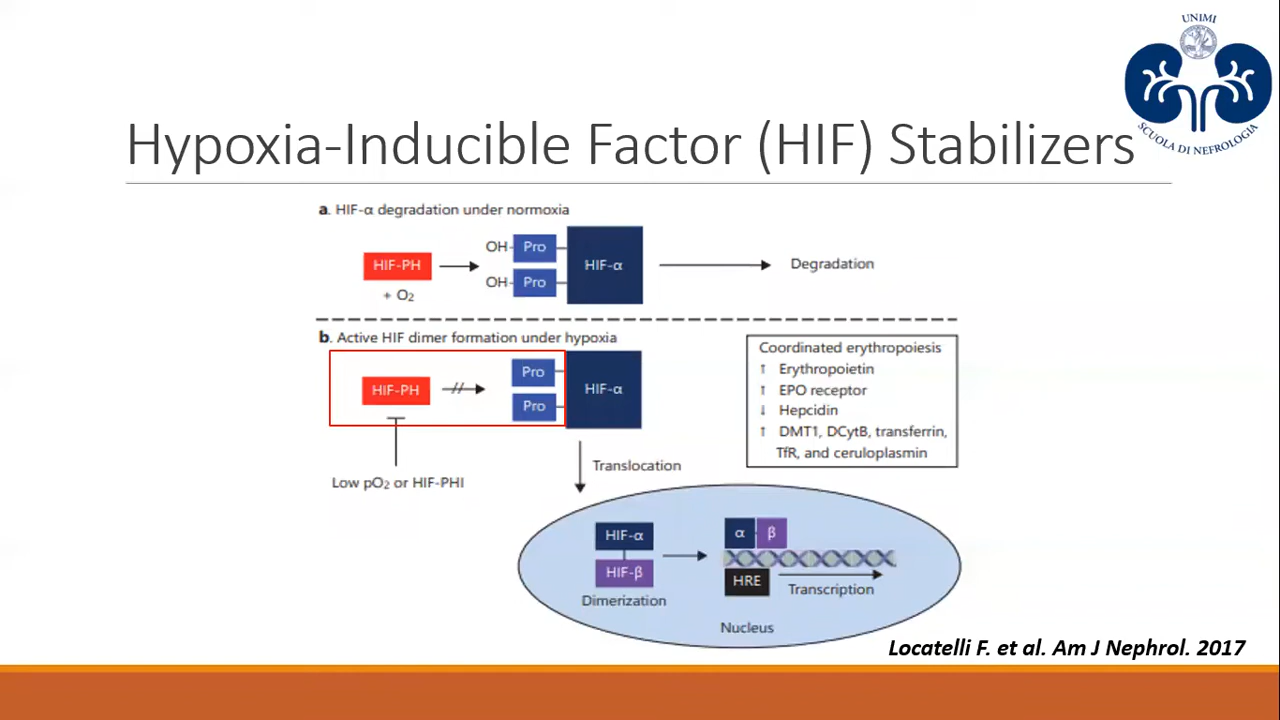 UNIMI
SCUOLA DI NEFROLOGIA
Hypoxia-Inducible Factor (HIF) Stabilizers
a. HIF-α degradation under normoxia
HIF-PH
+ O₂
OH-
Pro
OH-
Pro
HIF-α
Degradation
b. Active HIF dimer formation under hypoxia
HIF-PH
Pro
Pro
HIF-α
Low pO₂ or HIF-PHI
Translocation
Coordinated erythropoiesis
↑ Erythropoietin
↑ EPO receptor
↓ Hepcidin
↑ DMT1, DCytB, transferrin,
TfR, and ceruloplasmin
HIF-α
HIF-β
Dimerization
α β
HRE
Transcription
Nucleus
Locatelli F. et al. Am J Nephrol. 2017